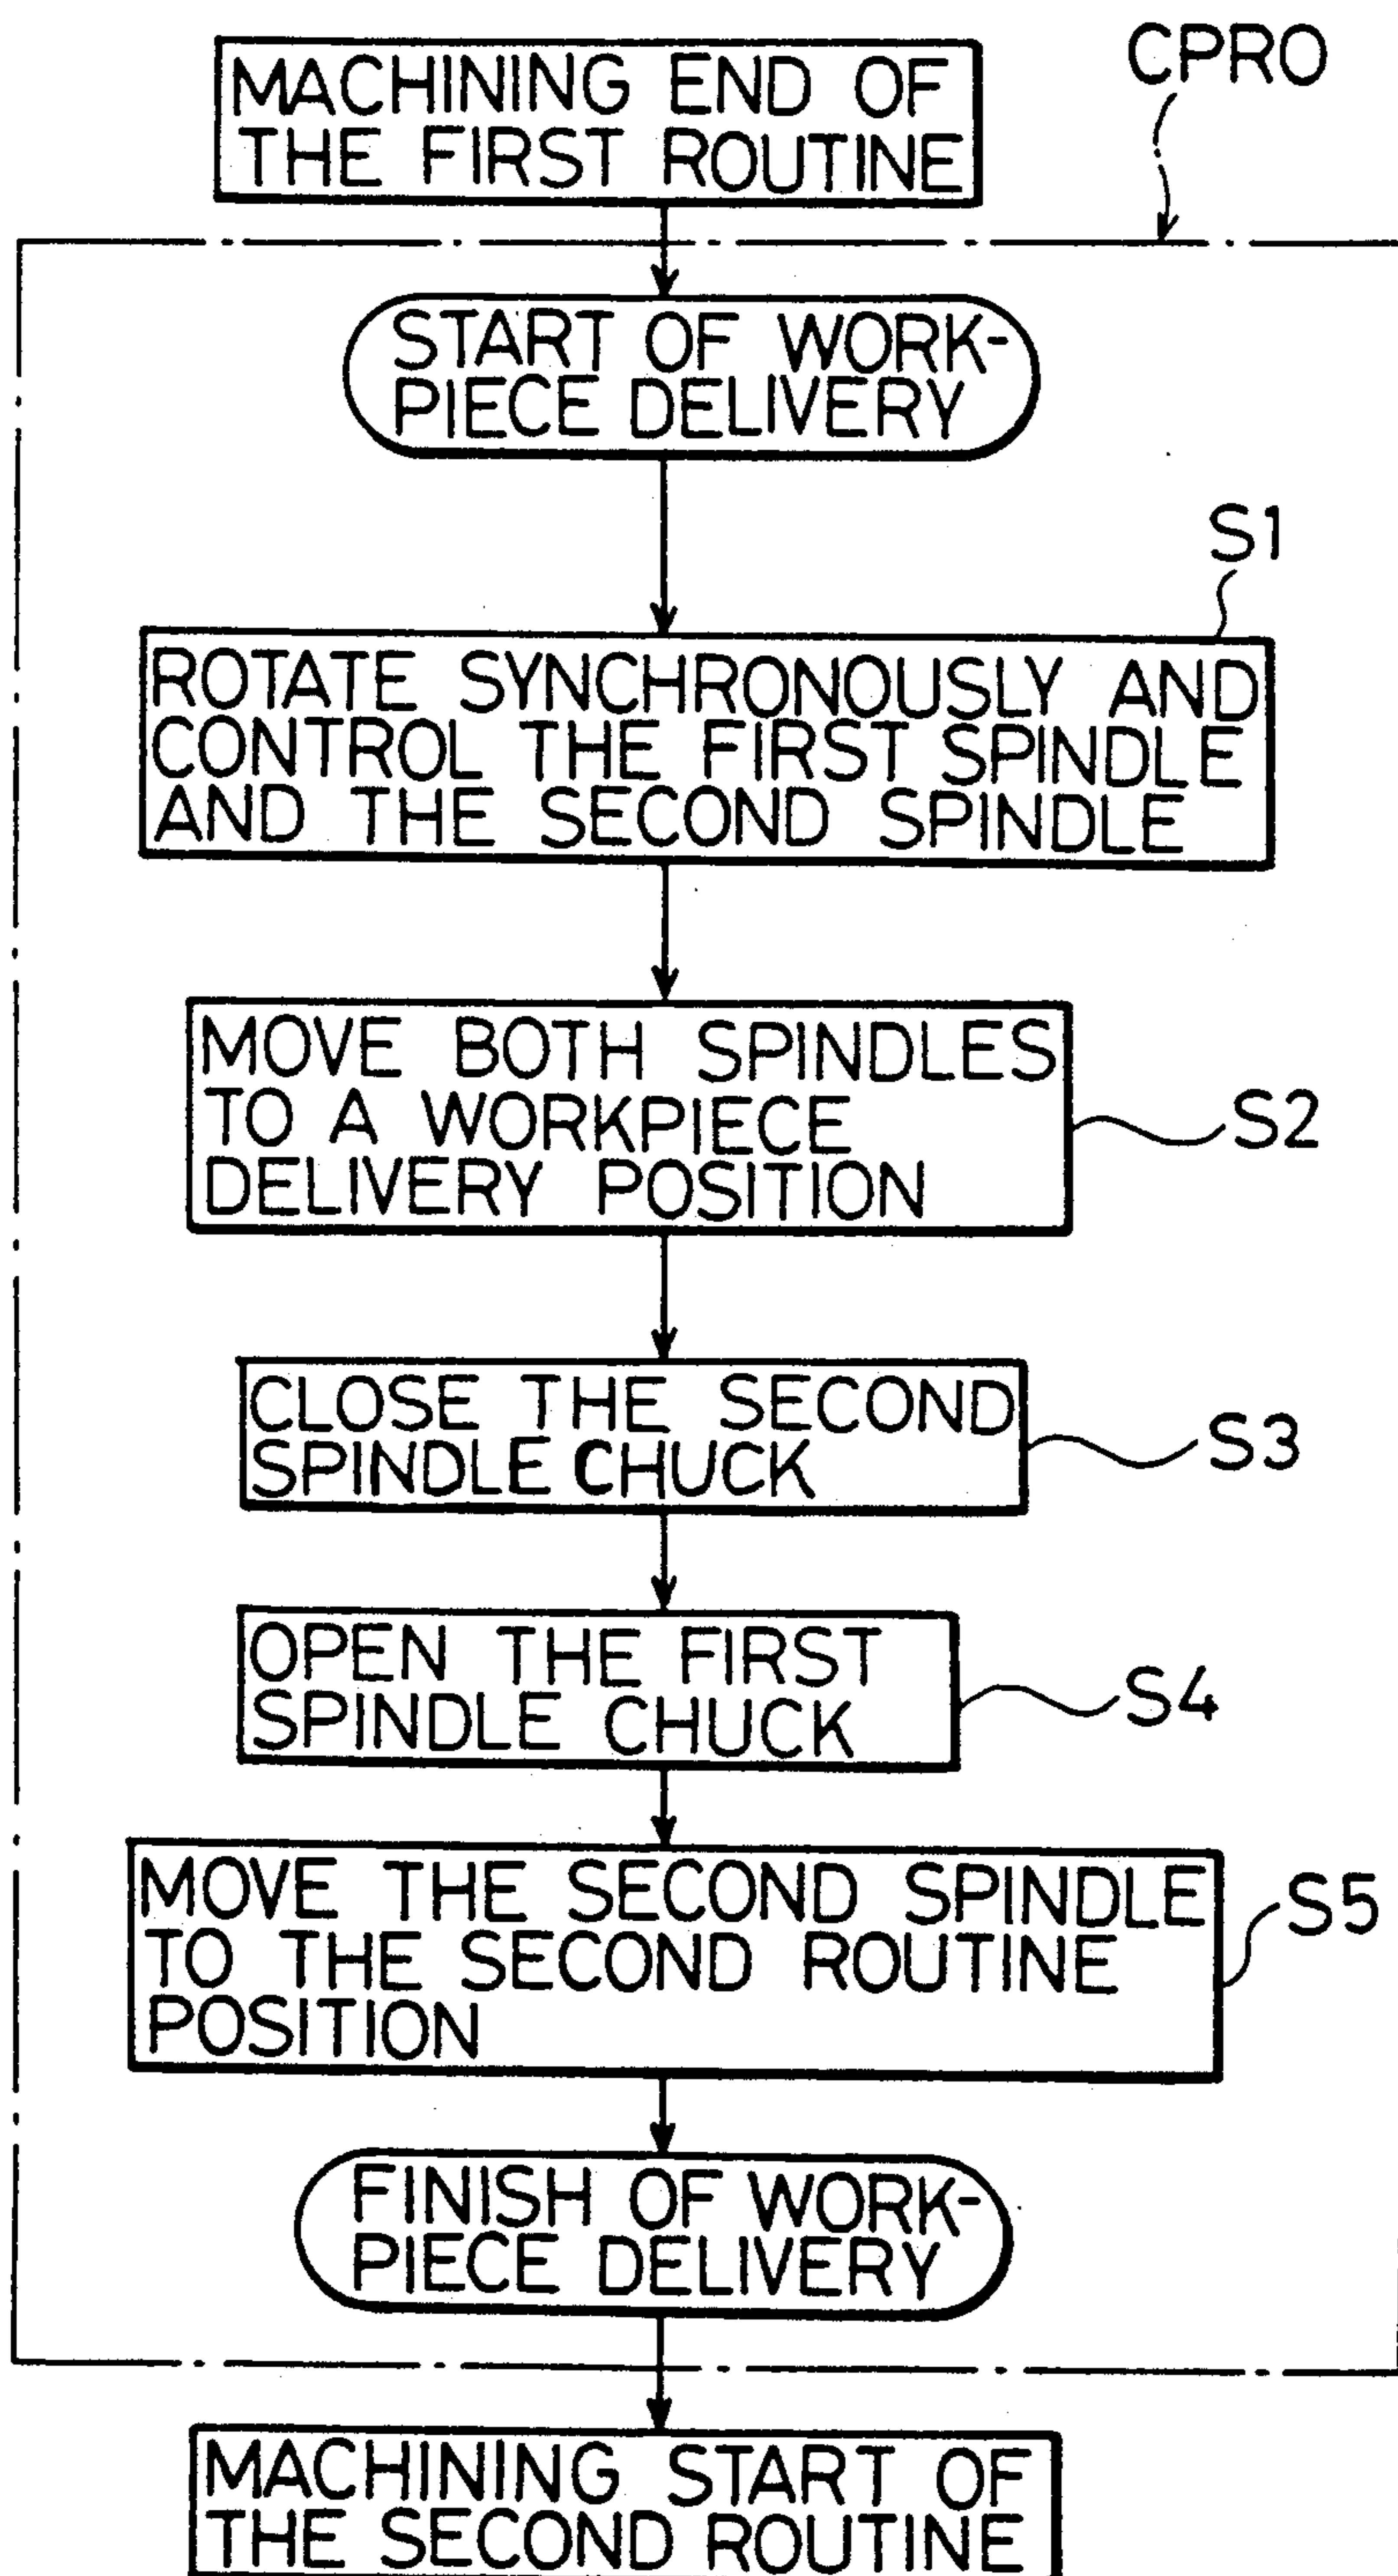 CPRO
MACHINING END OF
THE FIRST ROUTINE
START OF WORK-
PIECE DELIVERY
S1
ROTATE SYNCHRONOUSLY AND
CONTROL THE FIRST SPINDLE
AND THE SECOND SPINDLE
MOVE BOTH SPINDLES
TO A WORKPIECE
DELIVERY POSITION
S2
CLOSE THE SECOND
SPINDLE CHUCK
S3
OPEN THE FIRST
SPINDLE CHUCK
S4
MOVE THE SECOND SPINDLE
TO THE SECOND ROUTINE
POSITION
S5
FINISH OF WORK-
PIECE DELIVERY
MACHINING START OF
THE SECOND ROUTINE